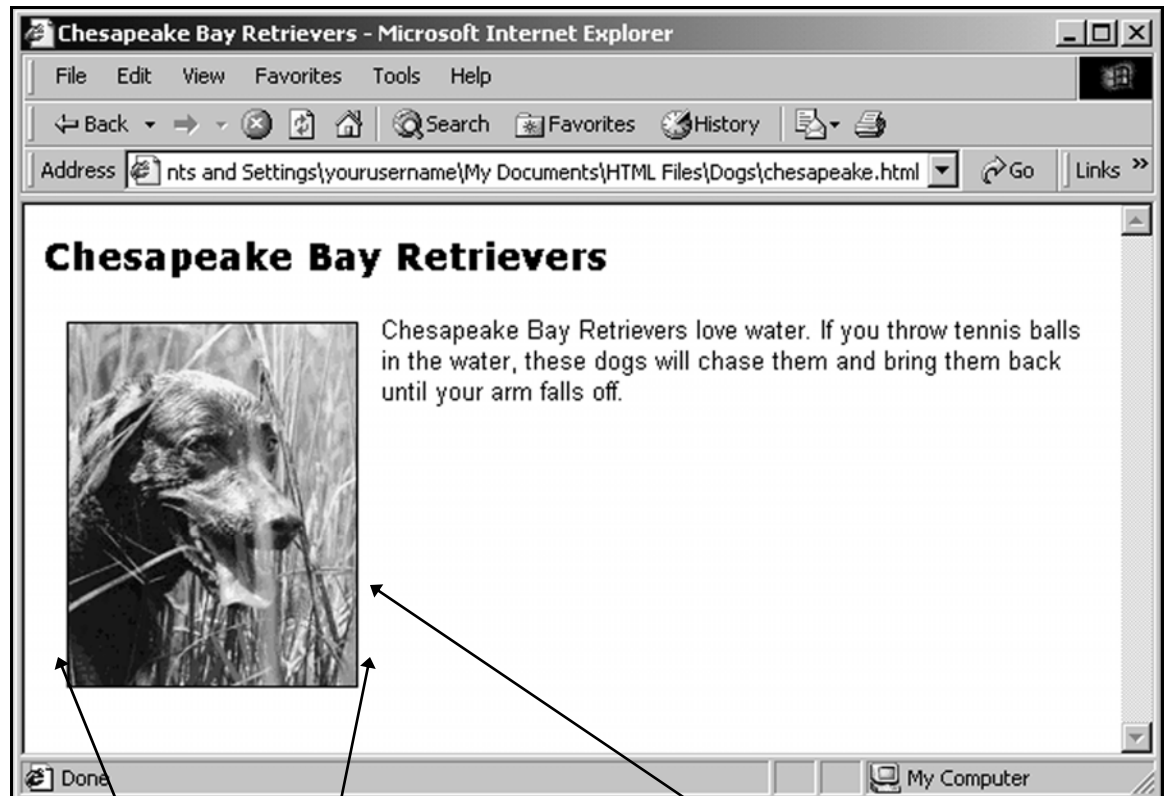 Chesapeake Bay Retrievers - Microsoft Internet Explorer
File Edit View Favorites Tools Help
Back Search Favorites History
Address nts and Settings\yourusername\My Documents\HTML Files\Dogs\chesapeake.html Go Links »
Chesapeake Bay Retrievers
Chesapeake Bay Retrievers love water. If you throw tennis balls
in the water, these dogs will chase them and bring them back
until your arm falls off.
Done My Computer